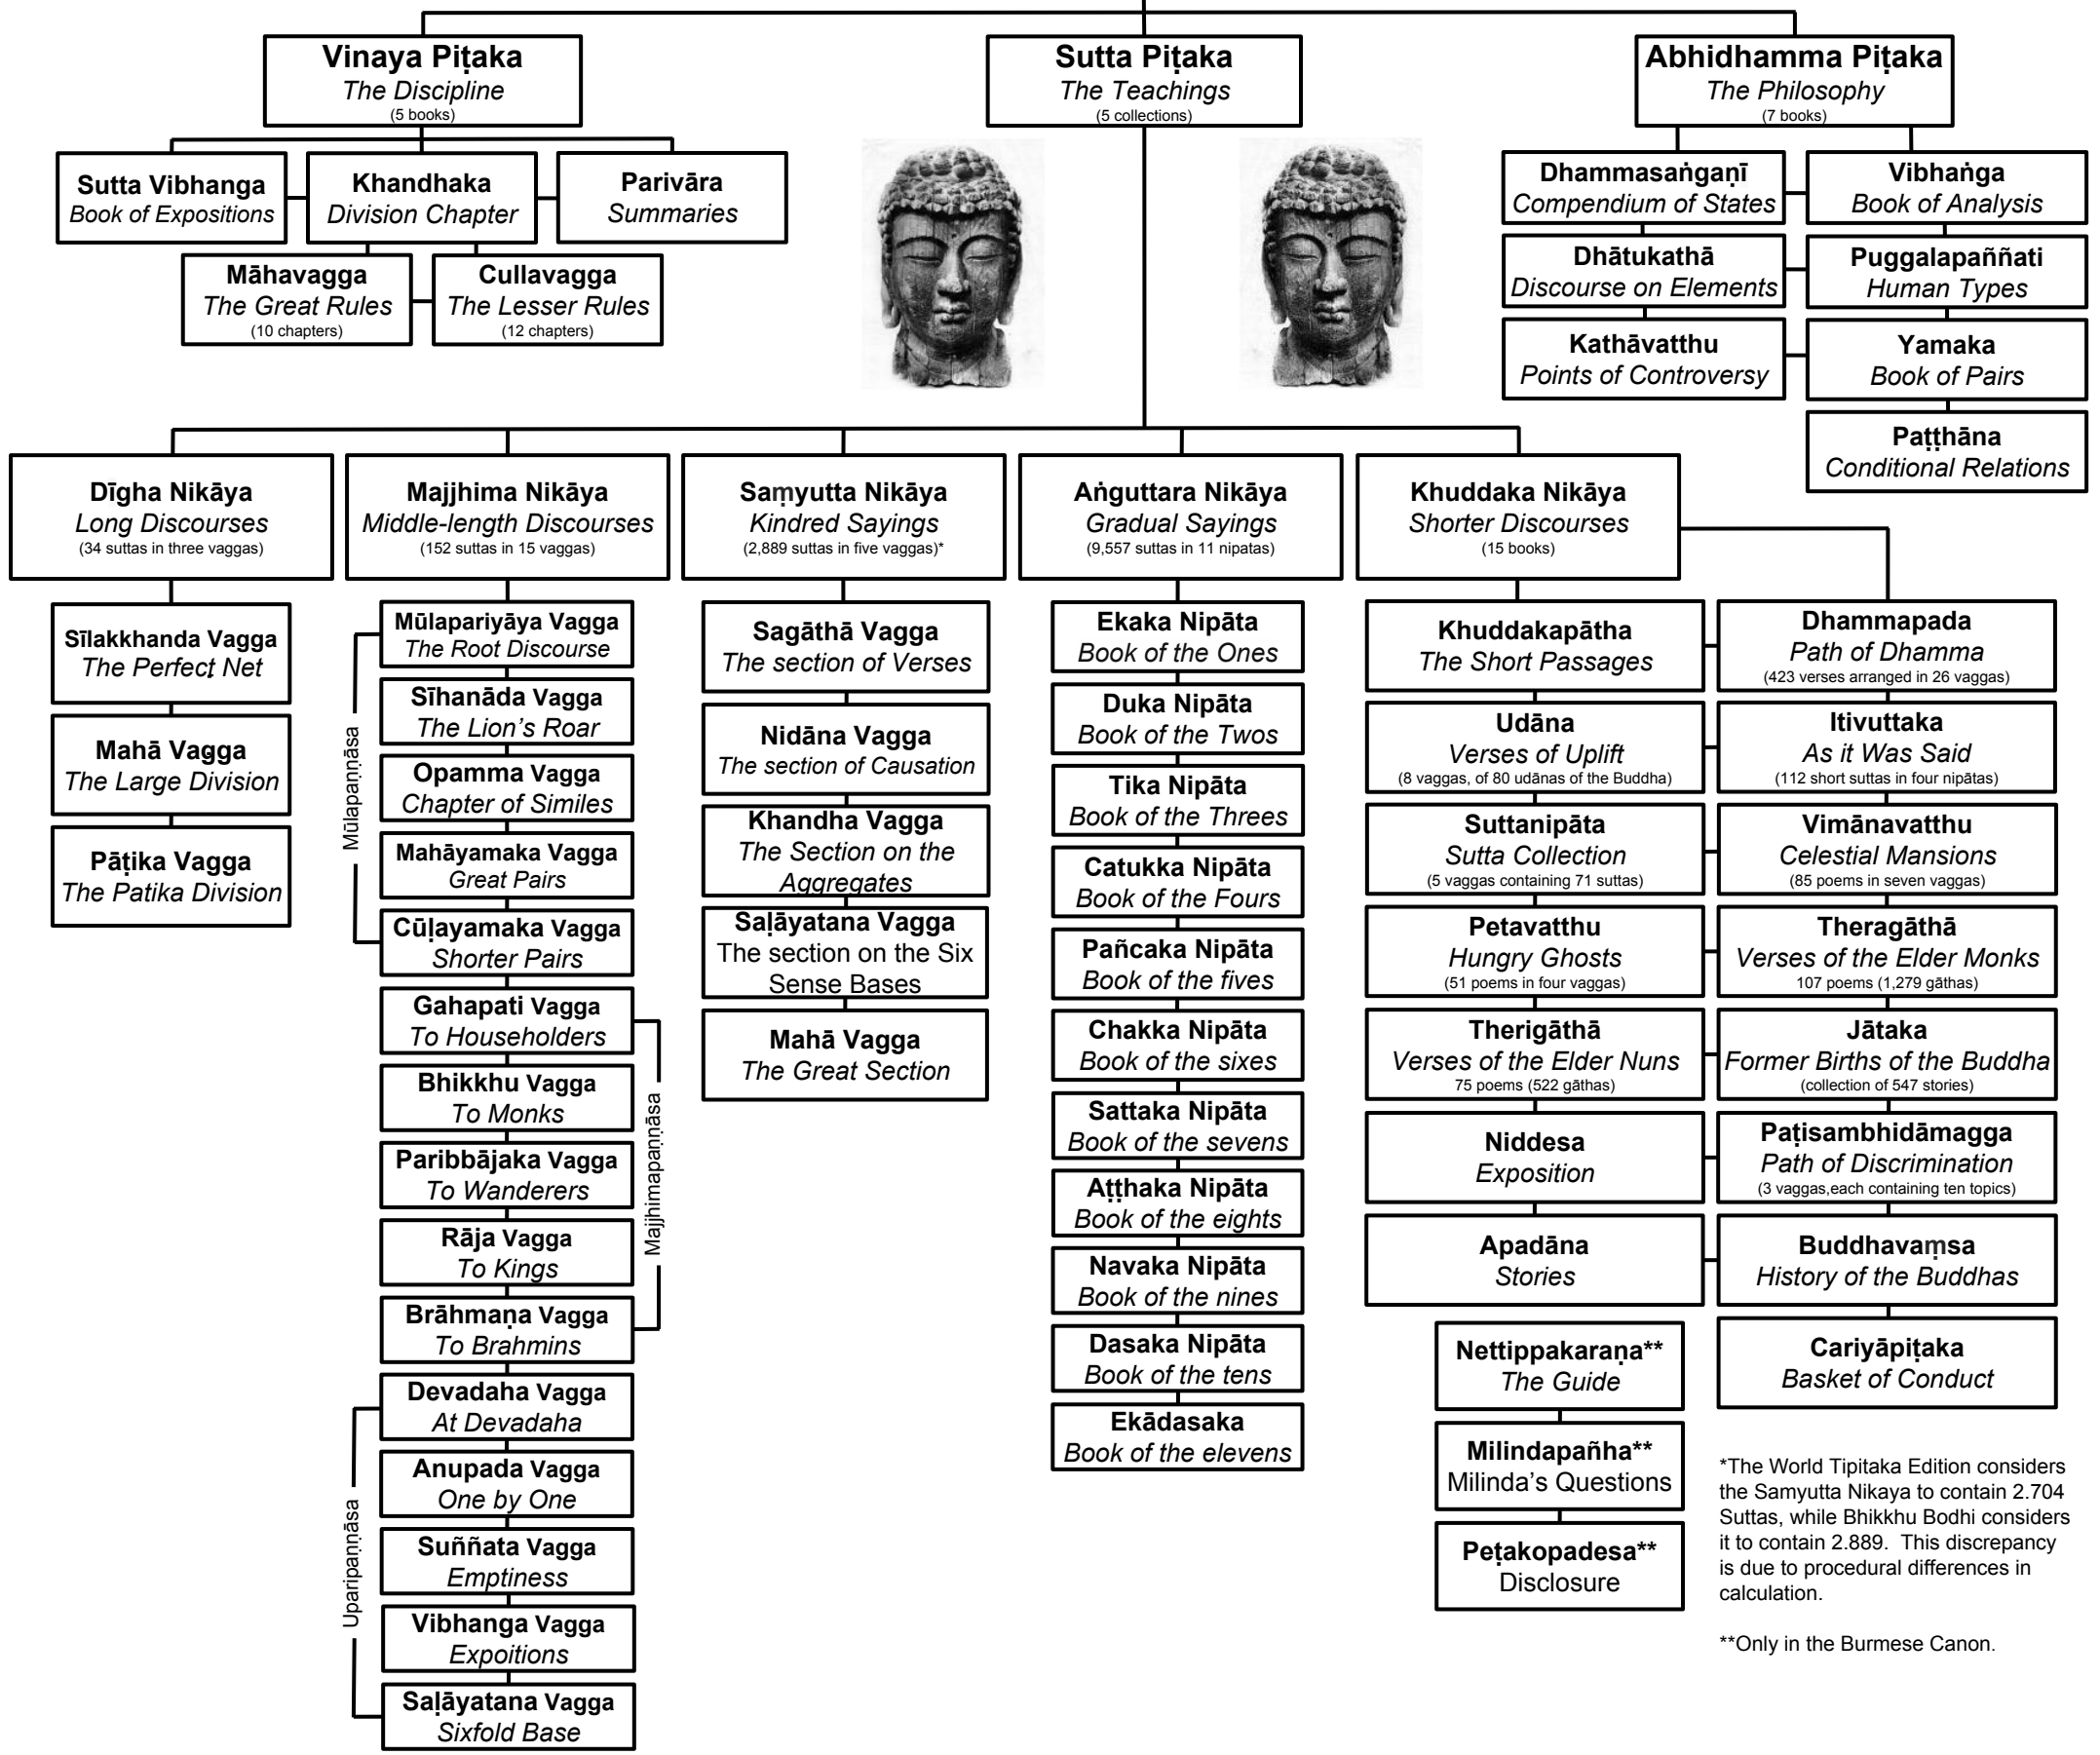 Vinaya Piṭaka
The Discipline
(5 books)
Sutta Piṭaka
The Teachings
(5 collections)
Abhidhamma Piṭaka
The Philosophy
(7 books)
Sutta Vibhanga
Book of Expositions
Khandhaka
Division Chapter
Parivāra
Summaries
Māhavagga
The Great Rules
(10 chapters)
Cullavagga
The Lesser Rules
(12 chapters)
Dhammasaṅgaṇī
Compendium of States
Vibhaṅga
Book of Analysis
Dhātukathā
Discourse on Elements
Puggalapaññati
Human Types
Kathāvatthu
Points of Controversy
Yamaka
Book of Pairs
Paṭṭhāna
Conditional Relations
Dīgha Nikāya
Long Discourses
(34 suttas in three vaggas)
Sīlakkhanda Vagga
The Perfect Net
Mahā Vagga
The Large Division
Pāṭika Vagga
The Patika Division
Majjhima Nikāya
Middle-length Discourses
(152 suttas in 15 vaggas)
Mūlapaṇṇāsa
Mūlapariyāya Vagga
The Root Discourse
Sīhanāda Vagga
The Lion’s Roar
Opamma Vagga
Chapter of Similes
Mahāyamaka Vagga
Great Pairs
Cūḷayamaka Vagga
Shorter Pairs
Majjhimapaṇṇāsa
Gahapati Vagga
To Householders
Bhikkhu Vagga
To Monks
Paribbājaka Vagga
To Wanderers
Rāja Vagga
To Kings
Brāhmaṇa Vagga
To Brahmins
Uparipaṇṇāsa
Devadaha Vagga
At Devadaha
Anupada Vagga
One by One
Suññata Vagga
Emptiness
Vibhanga Vagga
Expoitions
Saḷāyatana Vagga
Sixfold Base
Saṃyutta Nikāya
Kindred Sayings
(2,889 suttas in five vaggas)*
Sagāthā Vagga
The section of Verses
Nidāna Vagga
The section of Causation
Khandha Vagga
The Section on the
Aggregates
Saḷāyatana Vagga
The section on the Six
Sense Bases
Mahā Vagga
The Great Section
Aṅguttara Nikāya
Gradual Sayings
(9,557 suttas in 11 nipatas)
Ekaka Nipāta
Book of the Ones
Duka Nipāta
Book of the Twos
Tika Nipāta
Book of the Threes
Catukka Nipāta
Book of the Fours
Pañcaka Nipāta
Book of the fives
Chakka Nipāta
Book of the sixes
Sattaka Nipāta
Book of the sevens
Aṭṭhaka Nipāta
Book of the eights
Navaka Nipāta
Book of the nines
Dasaka Nipāta
Book of the tens
Ekādasaka
Book of the elevens
Khuddaka Nikāya
Shorter Discourses
(15 books)
Khuddakapātha
The Short Passages
Dhammapada
Path of Dhamma
(423 verses arranged in 26 vaggas)
Udāna
Verses of Uplift
(8 vaggas, of 80 udānas of the Buddha)
Itivuttaka
As it Was Said
(112 short suttas in four nipātas)
Suttanipāta
Sutta Collection
(5 vaggas containing 71 suttas)
Vimānavatthu
Celestial Mansions
(85 poems in seven vaggas)
Petavatthu
Hungry Ghosts
(51 poems in four vaggas)
Theragāthā
Verses of the Elder Monks
107 poems (1,279 gāthas)
Therigāthā
Verses of the Elder Nuns
75 poems (522 gāthas)
Jātaka
Former Births of the Buddha
(collection of 547 stories)
Niddesa
Exposition
Paṭisambhidāmagga
Path of Discrimination
(3 vaggas,each containing ten topics)
Apadāna
Stories
Buddhavaṃsa
History of the Buddhas
Nettippakaraṇa**
The Guide
Cariyāpiṭaka
Basket of Conduct
Milindapañha**
Milinda’s Questions
Peṭakopadesa**
Disclosure
*The World Tipitaka Edition considers
the Samyutta Nikaya to contain 2.704
Suttas, while Bhikkhu Bodhi considers
it to contain 2.889.  This discrepancy
is due to procedural differences in
calculation.
**Only in the Burmese Canon.